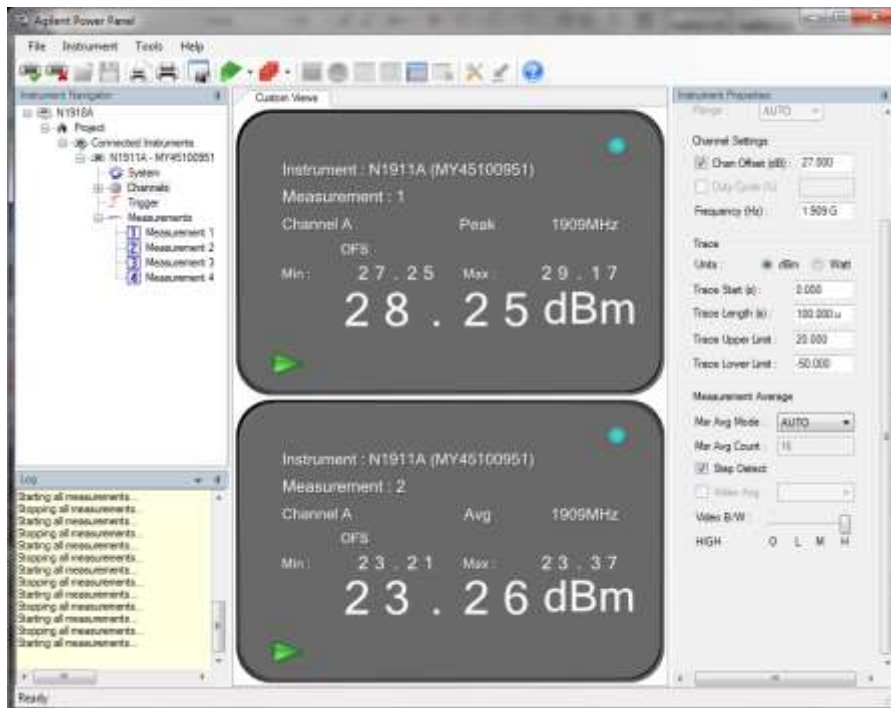 Agilent Power Panel
File Instrument Tools Help
Instrument Navigator
N1918A
Project
Connected Instruments
N1911A - MY45100951
System
Channels
Trigger
Measurements
1 Measurement 1
2 Measurement 2
3 Measurement 3
4 Measurement 4
Log
Starting all measurements...
Stopping all measurements...
Stopping all measurements...
Starting all measurements...
Starting all measurements...
Stopping all measurements...
Starting all measurements...
Stopping all measurements...
Stopping all measurements...
Starting all measurements...
Starting all measurements...
Stopping all measurements...
Starting all measurements...
Ready
Custom Views
Instrument : N1911A (MY45100951)
Measurement : 1
Channel A Peak 1909MHz
OFS
Min : 27.25 Max : 29.17
28.25 dBm
Instrument : N1911A (MY45100951)
Measurement : 2
Channel A Avg 1909MHz
OFS
Min : 23.21 Max : 23.37
23.26 dBm
Instrument Properties
Range : AUTO
Channel Settings
Chan Offset (dB) : 27.000
Duty Cycle (%) :
Frequency (Hz) : 1.909 G
Trace
Units : dBm Watt
Trace Start (s) : 0.000
Trace Length (s) : 100.000 u
Trace Upper Limit : 20.000
Trace Lower Limit : -50.000
Measurement Average
Mar Avg Mode : AUTO
Mar Avg Count : 16
Step Detect
Video Avg
Video B/W :
HIGH O L M H